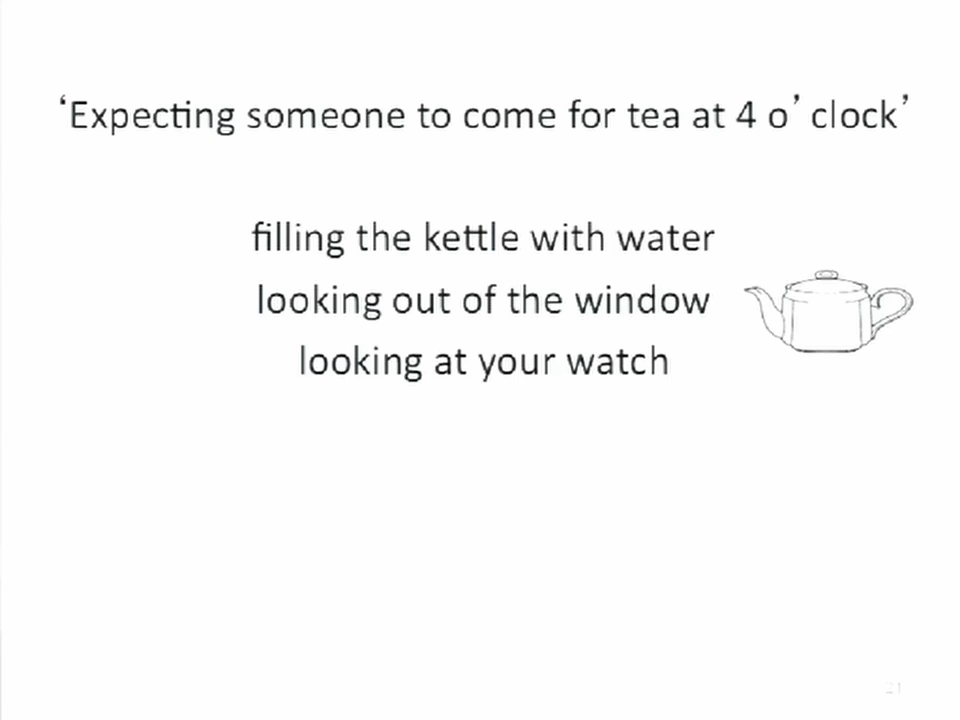 ‘Expecting someone to come for tea at 4 o’ clock’
filling the kettle with water
looking out of the window
looking at your watch